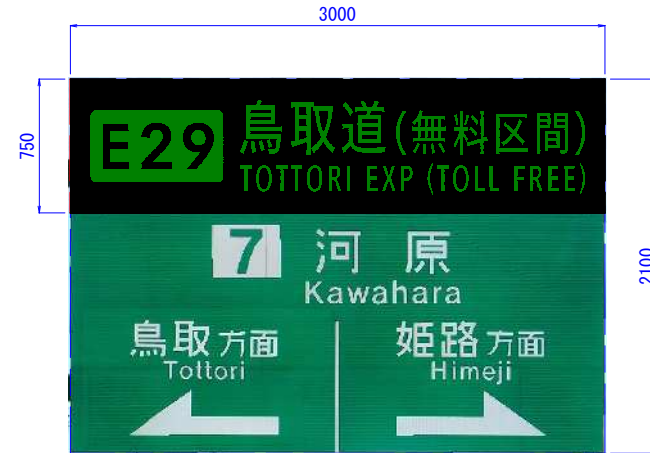 3000
750
2100
E29 鳥取道(無料区間)
TOTTORI EXP (TOLL FREE)
7 河原
Kawahara
鳥取方面
Tottori
姫路方面
Himeji